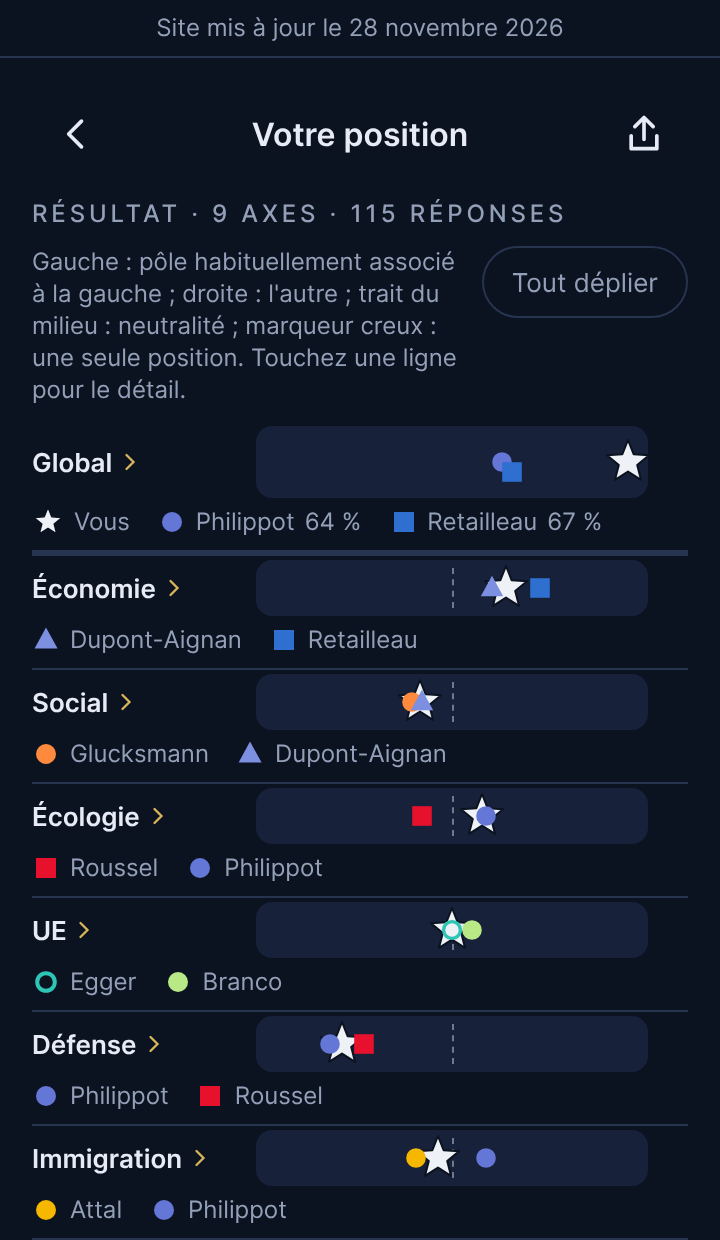 Site mis à jour le 28 novembre 2026
Votre position
RÉSULTAT · 9 AXES · 115 RÉPONSES
Gauche : pôle habituellement associé
à la gauche ; droite : l'autre ; trait du
milieu : neutralité ; marqueur creux :
une seule position. Touchez une ligne
pour le détail.
Tout déplier
Global
Vous Philippot 64 % Retailleau 67 %
Économie
Dupont-Aignan Retailleau
Social
Glucksmann Dupont-Aignan
Écologie
Roussel Philippot
UE
Egger Branco
Défense
Philippot Roussel
Immigration
Attal Philippot